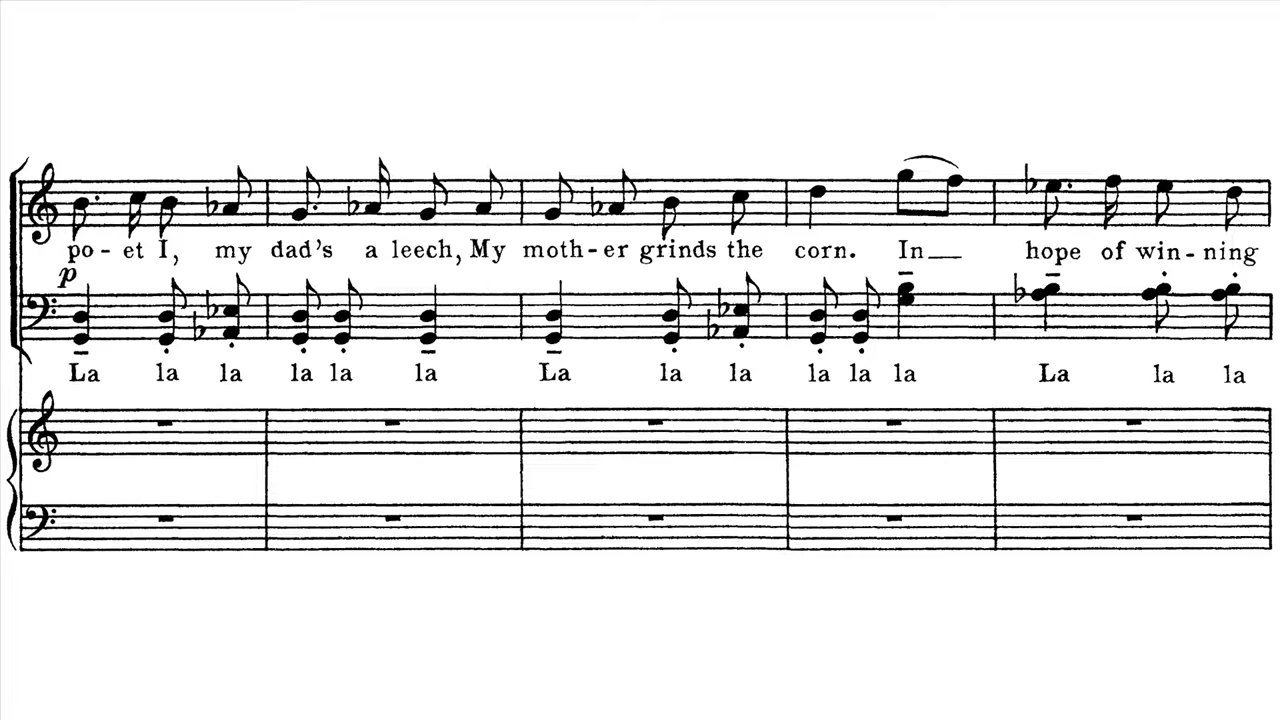 po - et I, my dad's a leech, My moth - er grinds the corn. In__ hope of win - ning
p
La la la la la la La la la la la la La la la